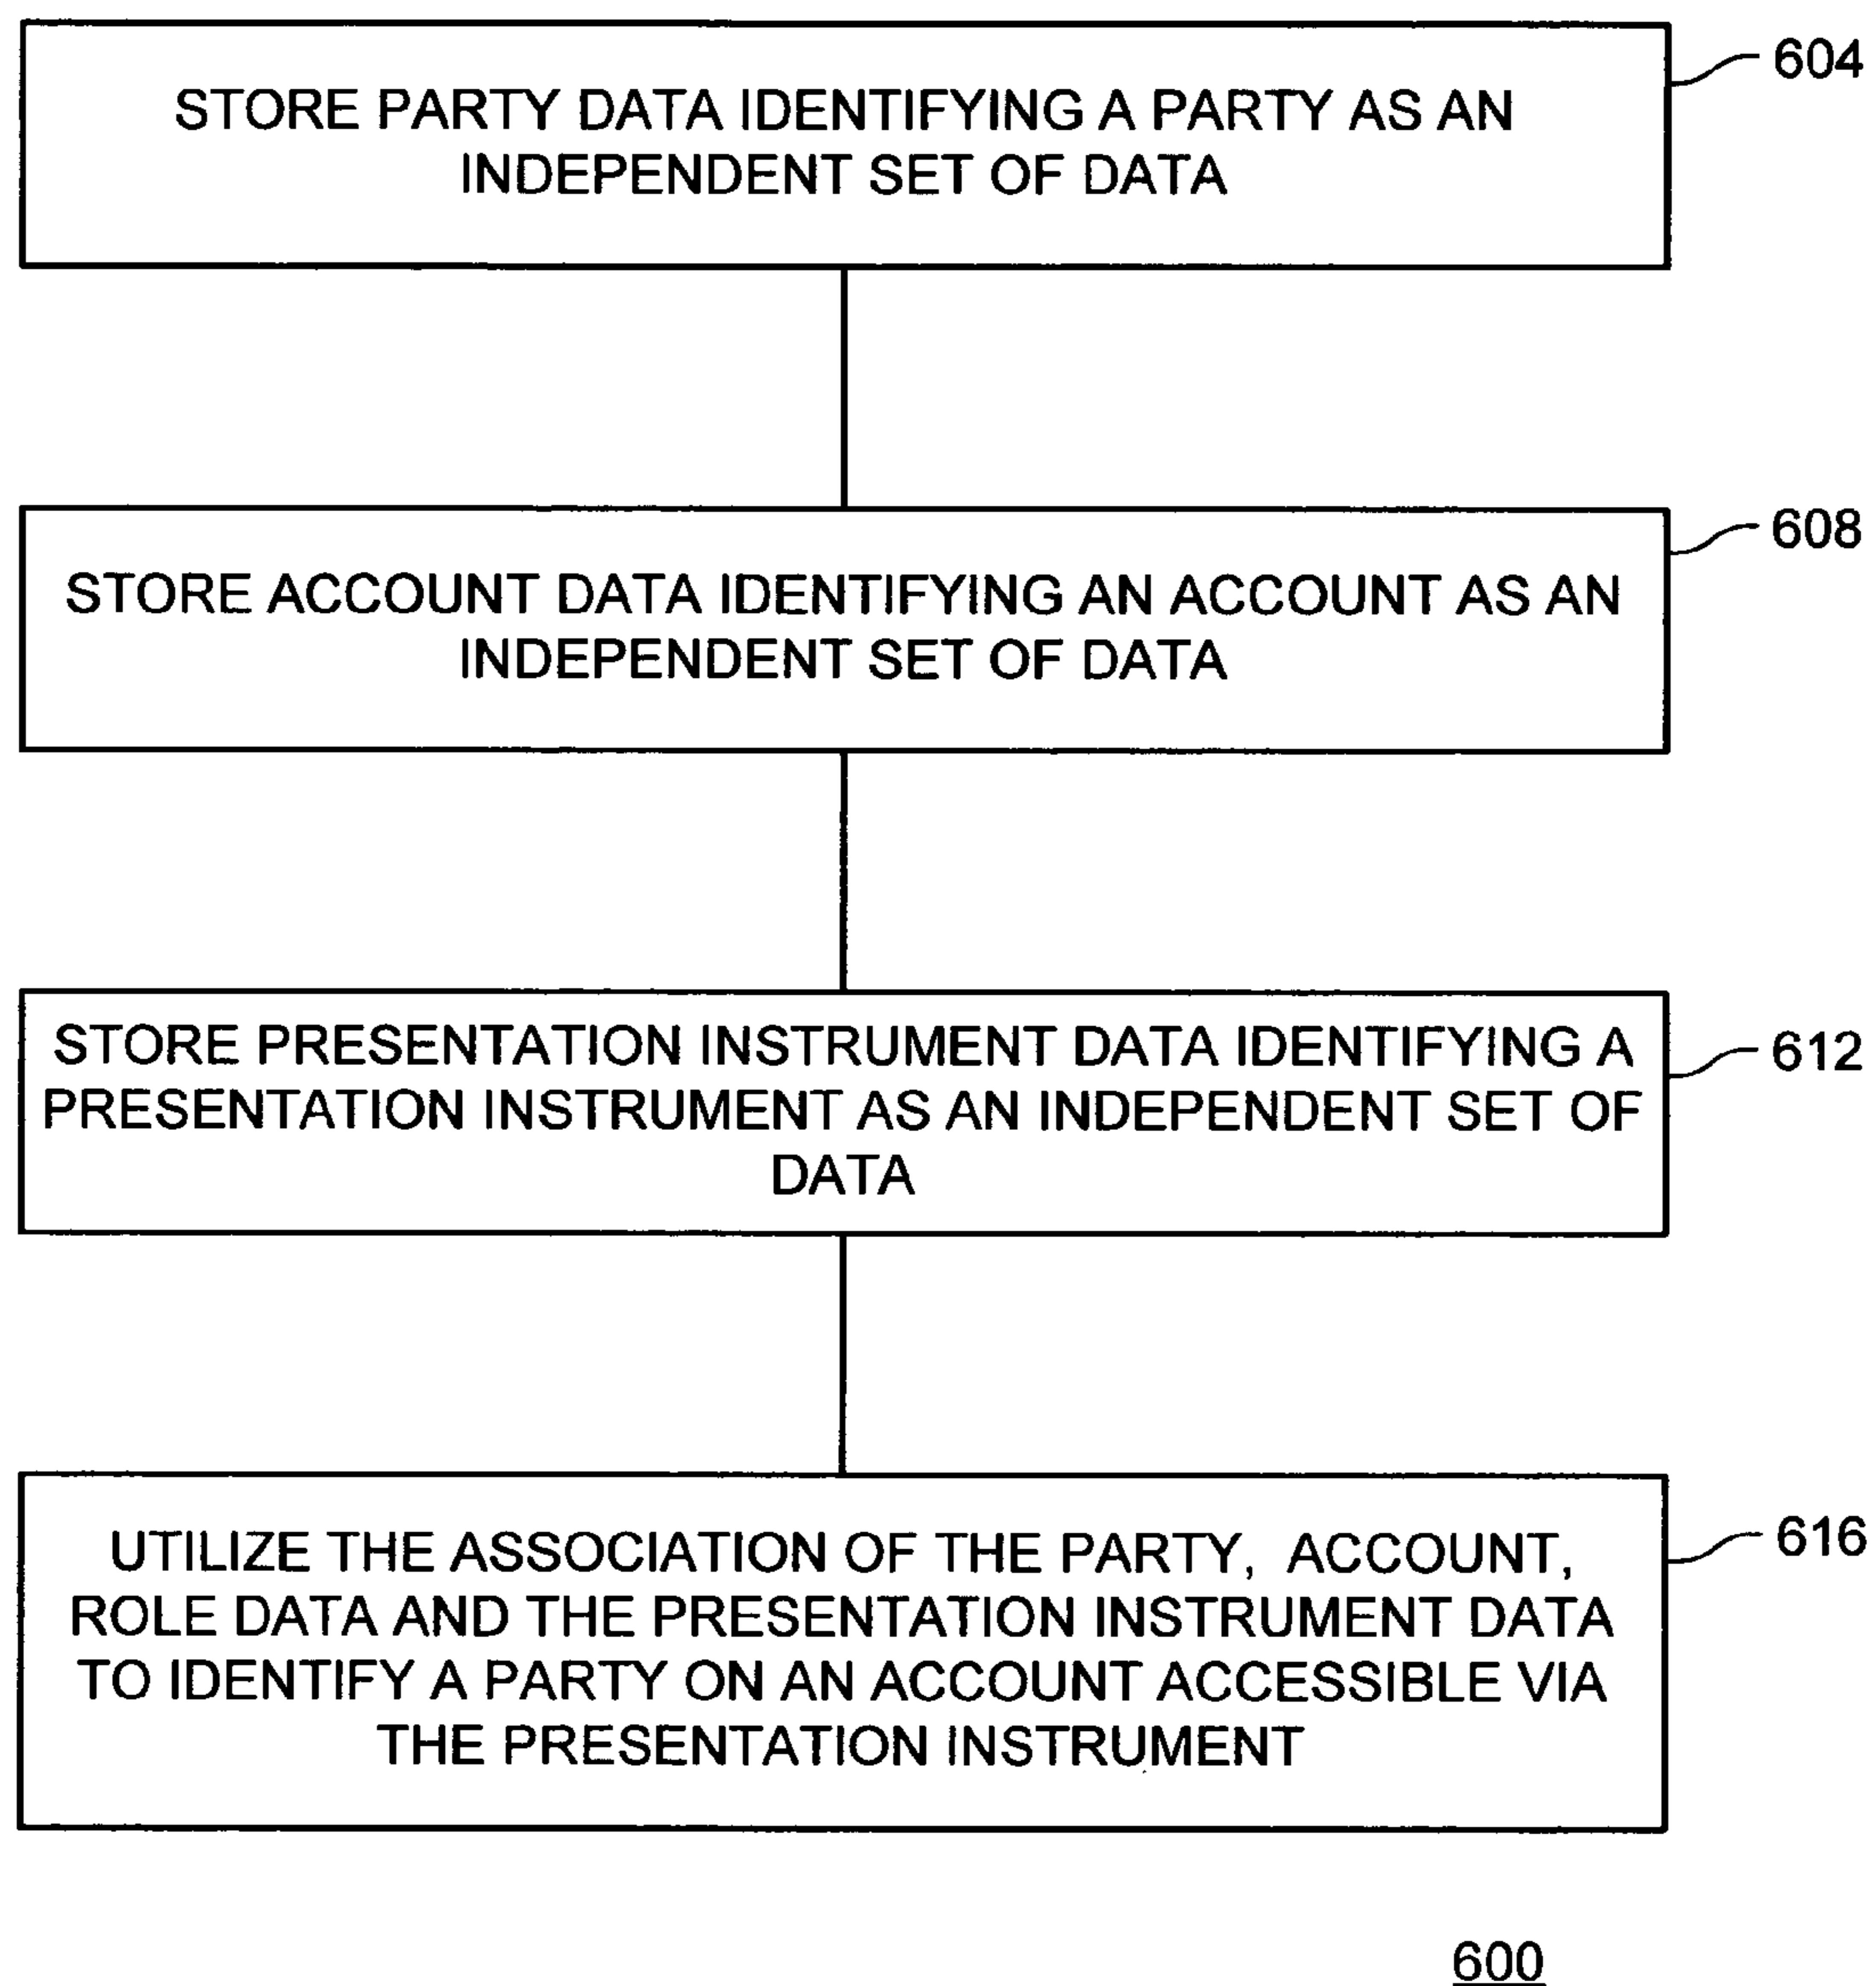 STORE PARTY DATA IDENTIFYING A PARTY AS AN
INDEPENDENT SET OF DATA
604
STORE ACCOUNT DATA IDENTIFYING AN ACCOUNT AS AN
INDEPENDENT SET OF DATA
608
STORE PRESENTATION INSTRUMENT DATA IDENTIFYING A
PRESENTATION INSTRUMENT AS AN INDEPENDENT SET OF
DATA
612
UTILIZE THE ASSOCIATION OF THE PARTY, ACCOUNT,
ROLE DATA AND THE PRESENTATION INSTRUMENT DATA
TO IDENTIFY A PARTY ON AN ACCOUNT ACCESSIBLE VIA
THE PRESENTATION INSTRUMENT
616
600